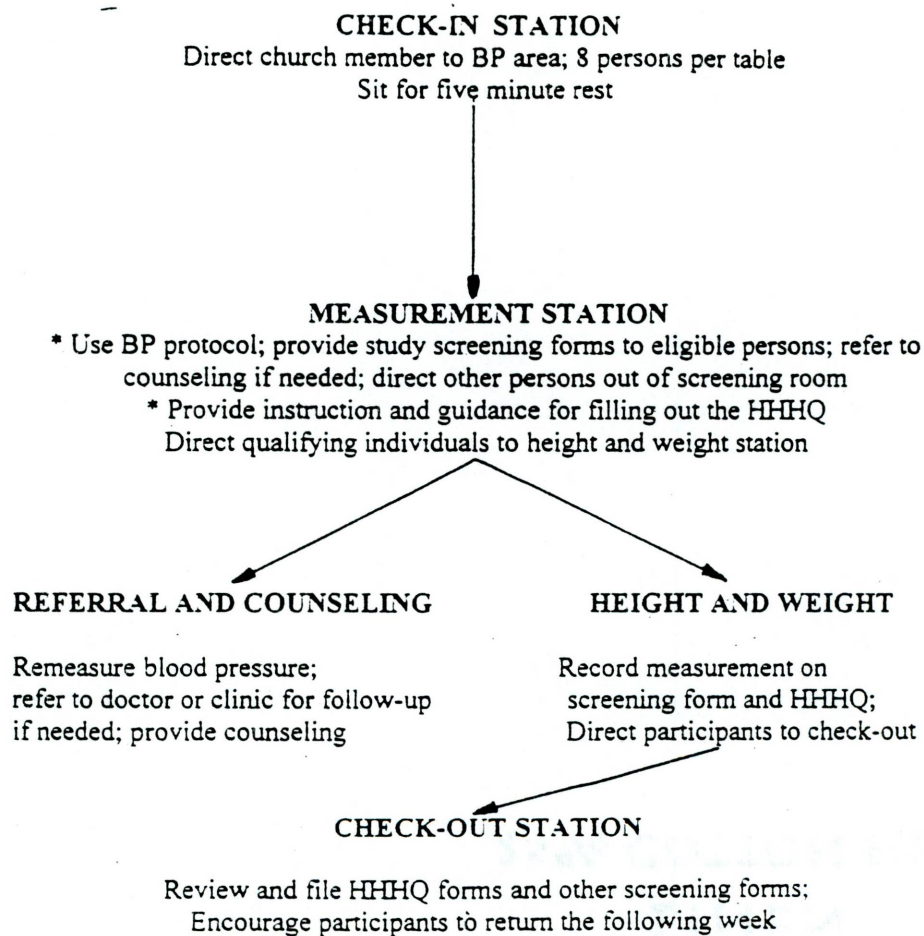 CHECK-IN STATION
Direct church member to BP area; 8 persons per table
Sit for five minute rest
MEASUREMENT STATION
* Use BP protocol; provide study screening forms to eligible persons; refer to
counseling if needed; direct other persons out of screening room
* Provide instruction and guidance for filling out the HHHQ
Direct qualifying individuals to height and weight station
REFERRAL AND COUNSELING
Remeasure blood pressure;
refer to doctor or clinic for follow-up
if needed; provide counseling
HEIGHT AND WEIGHT
Record measurement on
screening form and HHHQ;
Direct participants to check-out
CHECK-OUT STATION
Review and file HHHQ forms and other screening forms;
Encourage participants to return the following week